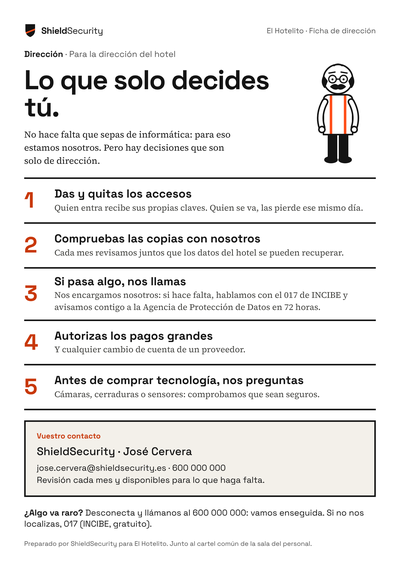 ShieldSecurity
El Hotelito · Ficha de dirección
Dirección · Para la dirección del hotel
Lo que solo decides
tú.
No hace falta que sepas de informática: para eso
estamos nosotros. Pero hay decisiones que son
solo de dirección.
1
Das y quitas los accesos
Quien entra recibe sus propias claves. Quien se va, las pierde ese mismo día.
2
Compruebas las copias con nosotros
Cada mes revisamos juntos que los datos del hotel se pueden recuperar.
3
Si pasa algo, nos llamas
Nos encargamos nosotros: si hace falta, hablamos con el 017 de INCIBE y
avisamos contigo a la Agencia de Protección de Datos en 72 horas.
4
Autorizas los pagos grandes
Y cualquier cambio de cuenta de un proveedor.
5
Antes de comprar tecnología, nos preguntas
Cámaras, cerraduras o sensores: comprobamos que sean seguros.
Vuestro contacto
ShieldSecurity · José Cervera
jose.cervera@shieldsecurity.es · 600 000 000
Revisión cada mes y disponibles para lo que haga falta.
¿Algo va raro? Desconecta y llámanos al 600 000 000: vamos enseguida. Si no nos
localizas, 017 (INCIBE, gratuito).
Preparado por ShieldSecurity para El Hotelito. Junto al cartel común de la sala del personal.